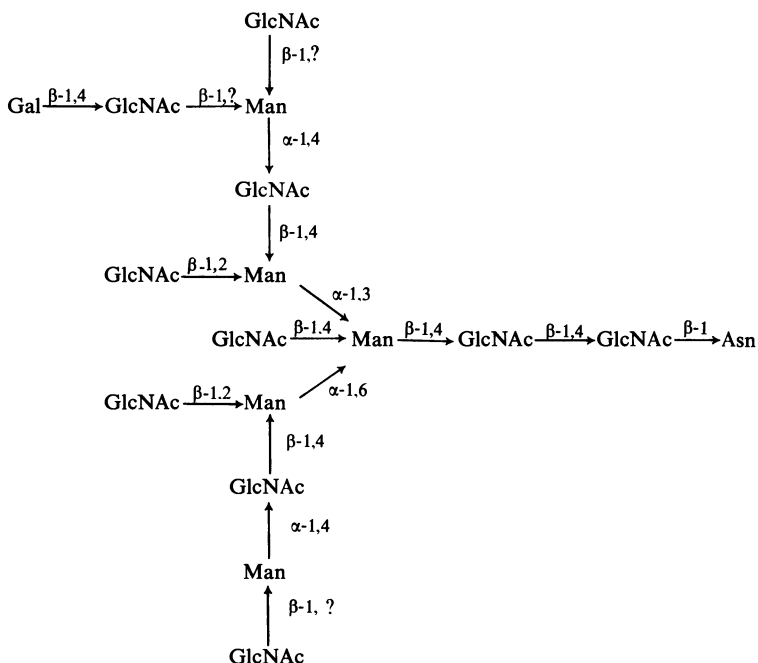 GlcNAc
β-1,?
Gal β-1,4 GlcNAc β-1,? Man
α-1,4
GlcNAc
β-1,4
GlcNAc β-1,2 Man
α-1,3
GlcNAc β-1.4 Man β-1,4 GlcNAc β-1,4 GlcNAc β-1 Asn
GlcNAc β-1.2 Man α-1,6
β-1,4
GlcNAc
α-1,4
Man
β-1, ?
GlcNAc